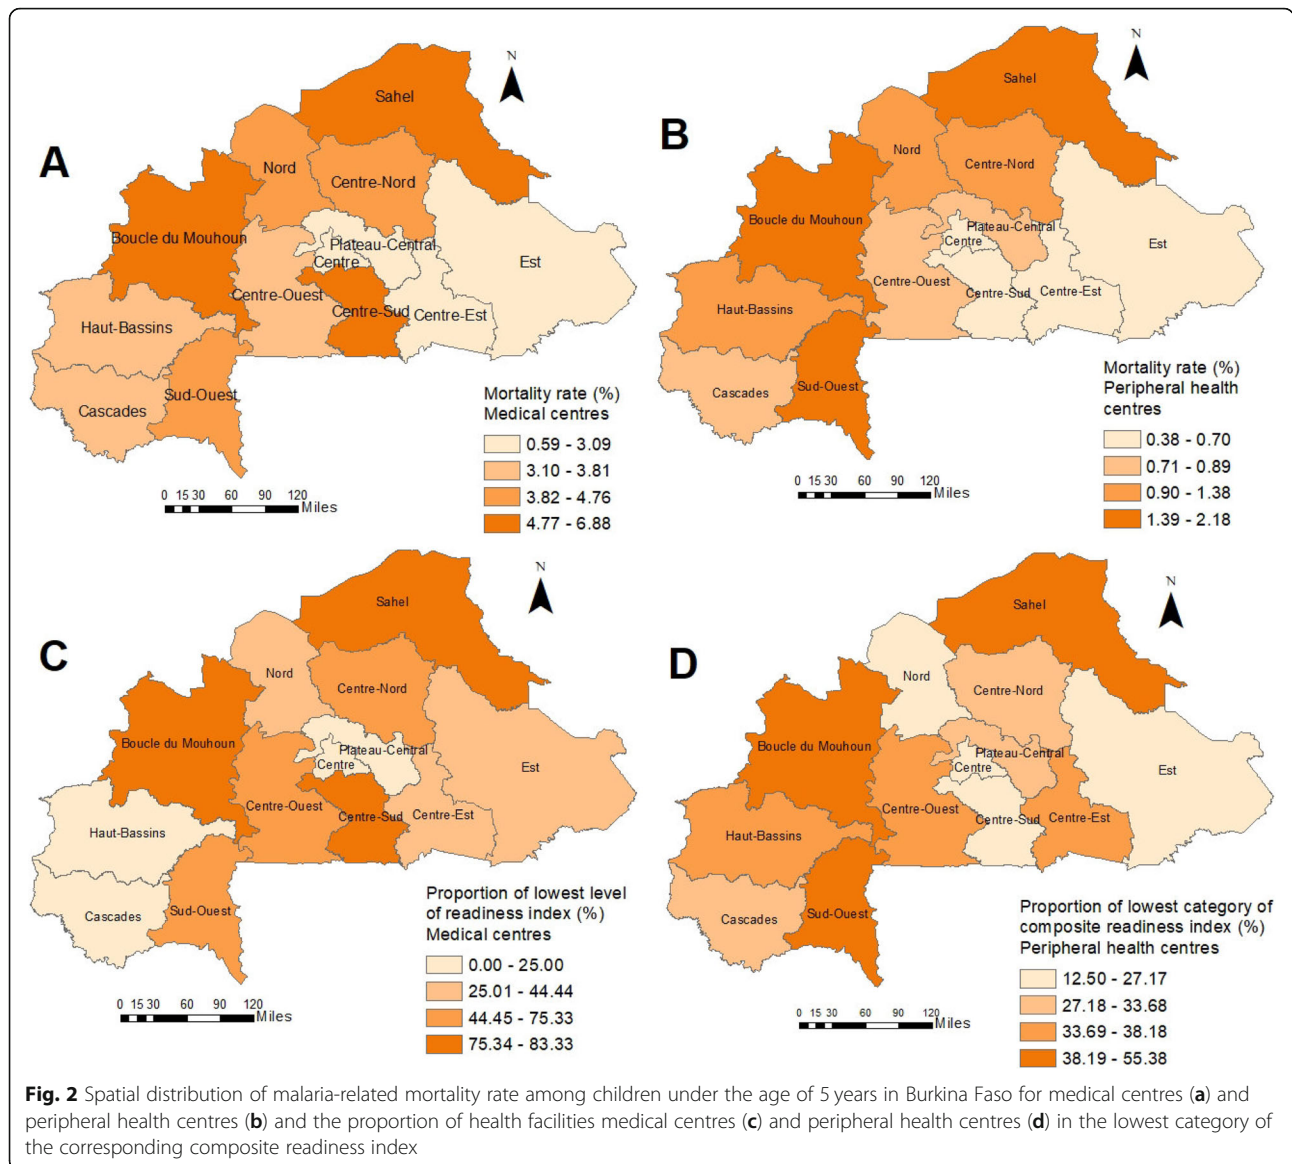 A
N
Sahel
Nord
Centre-Nord
Boucle du Mouhoun
Plateau-Central
Centre
Est
Centre-Ouest
Centre-Sud
Centre-Est
Haut-Bassins
Sud-Ouest
Cascades
Mortality rate (%)
Medical centres
0.59 - 3.09
3.10 - 3.81
3.82 - 4.76
4.77 - 6.88
0 15 30 60 90 120
Miles
B
N
Sahel
Nord
Centre-Nord
Boucle du Mouhoun
Plateau-Central
Centre
Est
Centre-Ouest
Centre-Sud
Centre-Est
Haut-Bassins
Sud-Ouest
Cascades
Mortality rate (%)
Peripheral health
centres
0.38 - 0.70
0.71 - 0.89
0.90 - 1.38
1.39 - 2.18
0 15 30 60 90 120
Miles
C
N
Sahel
Nord
Centre-Nord
Boucle du Mouhoun
Plateau-Central
Centre
Est
Centre-Ouest
Centre-Sud
Centre-Est
Haut-Bassins
Sud-Ouest
Cascades
Proportion of lowest level
of readiness index (%)
Medical centres
0.00 - 25.00
25.01 - 44.44
44.45 - 75.33
75.34 - 83.33
0 15 30 60 90 120
Miles
D
N
Sahel
Nord
Centre-Nord
Boucle du Mouhoun
Plateau-Central
Centre
Est
Centre-Ouest
Centre-Sud
Centre-Est
Haut-Bassins
Sud-Ouest
Cascades
Proportion of lowest category of
composite readiness index (%)
Peripheral health centres
12.50 - 27.17
27.18 - 33.68
33.69 - 38.18
38.19 - 55.38
0 15 30 60 90 120
Miles
Fig. 2 Spatial distribution of malaria-related mortality rate among children under the age of 5 years in Burkina Faso for medical centres (a) and
peripheral health centres (b) and the proportion of health facilities medical centres (c) and peripheral health centres (d) in the lowest category of
the corresponding composite readiness index